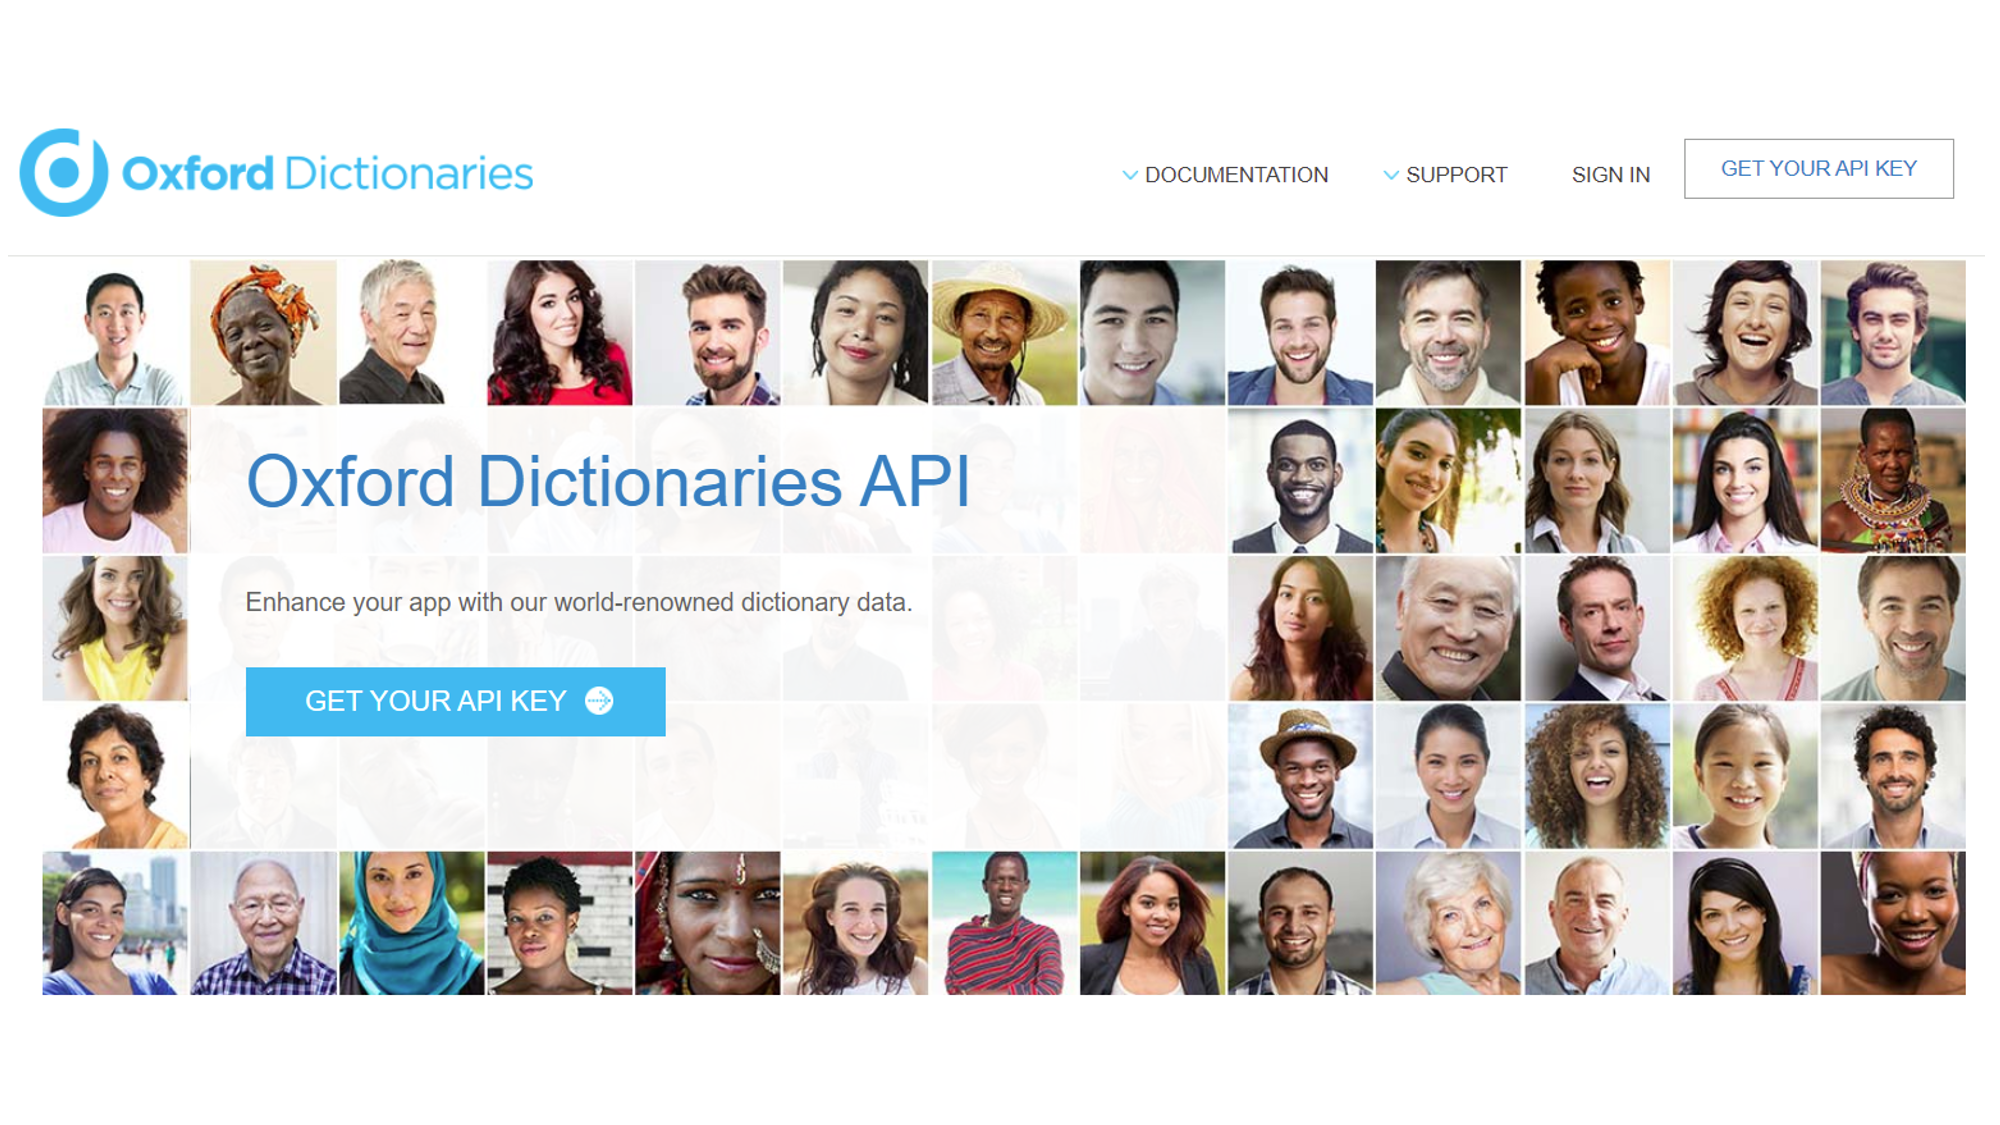 Oxford Dictionaries
DOCUMENTATION
SUPPORT
SIGN IN
GET YOUR API KEY
Oxford Dictionaries API
Enhance your app with our world-renowned dictionary data.
GET YOUR API KEY